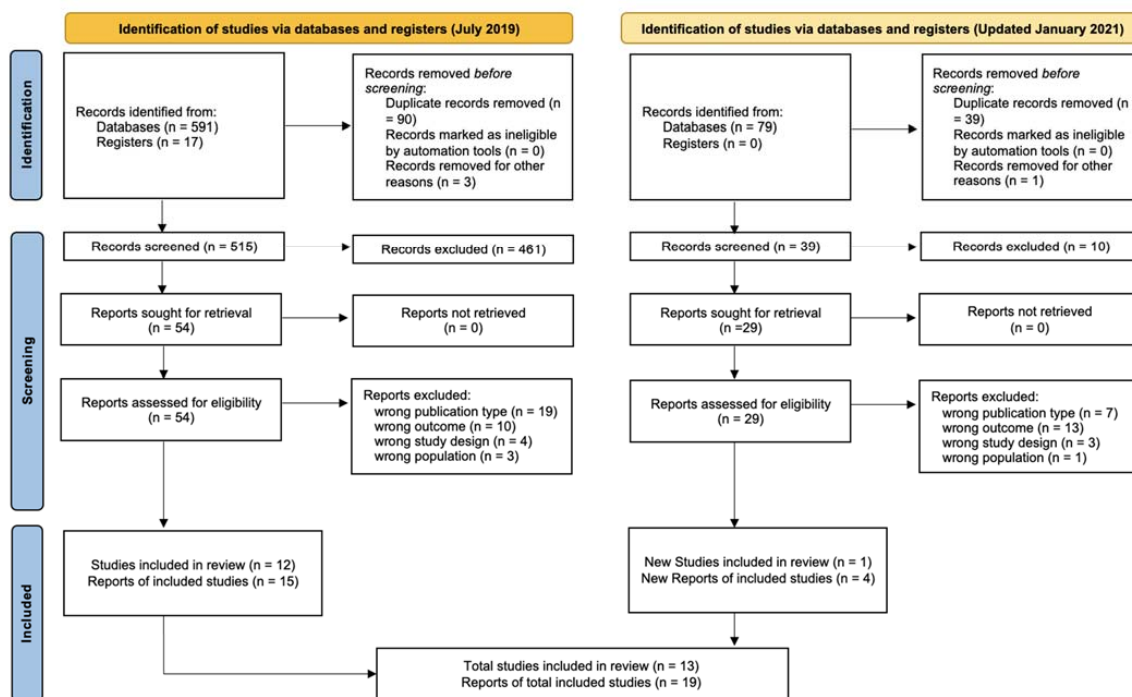 Identification of studies via databases and registers (July 2019)
Identification of studies via databases and registers (Updated January 2021)
Identification
Records identified from:
Databases (n = 591)
Registers (n = 17)
Records removed before
screening:
Duplicate records removed (n
= 90)
Records marked as ineligible
by automation tools (n = 0)
Records removed for other
reasons (n = 3)
Records identified from:
Databases (n = 79)
Registers (n = 0)
Records removed before
screening:
Duplicate records removed (n
= 39)
Records marked as ineligible
by automation tools (n = 0)
Records removed for other
reasons (n = 1)
Screening
Records screened (n = 515)
Records excluded (n = 461)
Records screened (n = 39)
Records excluded (n = 10)
Reports sought for retrieval
(n = 54)
Reports not retrieved
(n = 0)
Reports sought for retrieval
(n =29)
Reports not retrieved
(n = 0)
Reports assessed for eligibility
(n = 54)
Reports excluded:
wrong publication type (n = 19)
wrong outcome (n = 10)
wrong study design (n = 4)
wrong population (n = 3)
Reports assessed for eligibility
(n = 29)
Reports excluded:
wrong publication type (n = 7)
wrong outcome (n = 13)
wrong study design (n = 3)
wrong population (n = 1)
Included
Studies included in review (n = 12)
Reports of included studies (n = 15)
New Studies included in review (n = 1)
New Reports of included studies (n = 4)
Total studies included in review (n = 13)
Reports of total included studies (n = 19)